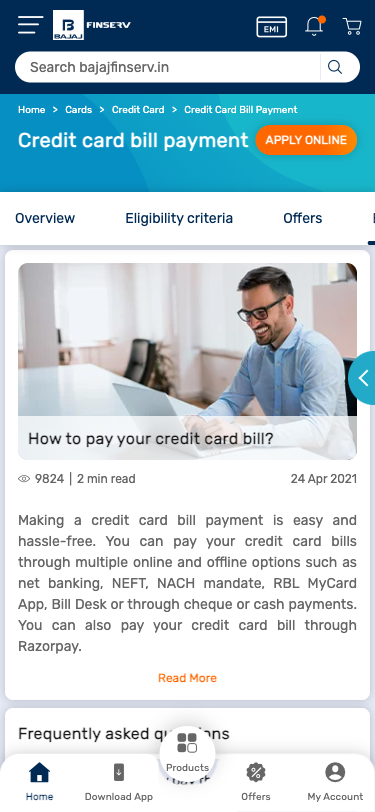 B
BAJAJ
FINSERV
EMI
Search bajajfinserv.in
Home > Cards > Credit Card > Credit Card Bill Payment
Credit card bill payment
APPLY ONLINE
Overview Eligibility criteria Offers
How to pay your credit card bill?
9824 | 2 min read 24 Apr 2021
Making a credit card bill payment is easy and
hassle-free. You can pay your credit card bills
through multiple online and offline options such as
net banking, NEFT, NACH mandate, RBL MyCard
App, Bill Desk or through cheque or cash payments.
You can also pay your credit card bill through
Razorpay.
Read More
Frequently asked
Products
Home Download App Offers My Account